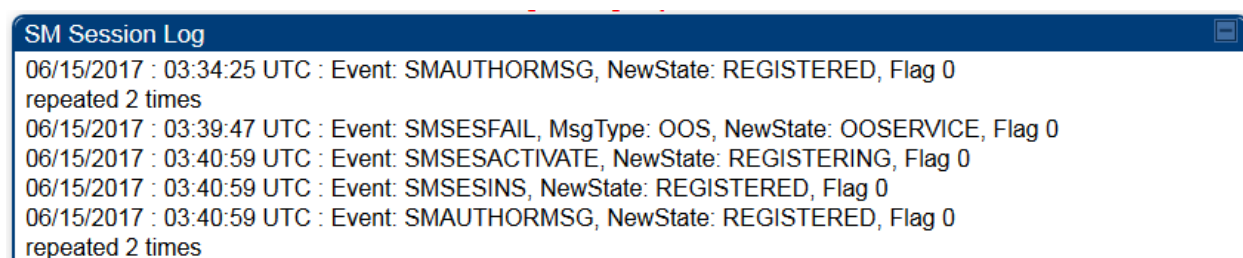 SM Session Log
06/15/2017 : 03:34:25 UTC : Event: SMAUTHORMSG, NewState: REGISTERED, Flag 0
repeated 2 times
06/15/2017 : 03:39:47 UTC : Event: SMSESFAIL, MsgType: OOS, NewState: OOSERVICE, Flag 0
06/15/2017 : 03:40:59 UTC : Event: SMSESACTIVATE, NewState: REGISTERING, Flag 0
06/15/2017 : 03:40:59 UTC : Event: SMSESINS, NewState: REGISTERED, Flag 0
06/15/2017 : 03:40:59 UTC : Event: SMAUTHORMSG, NewState: REGISTERED, Flag 0
repeated 2 times